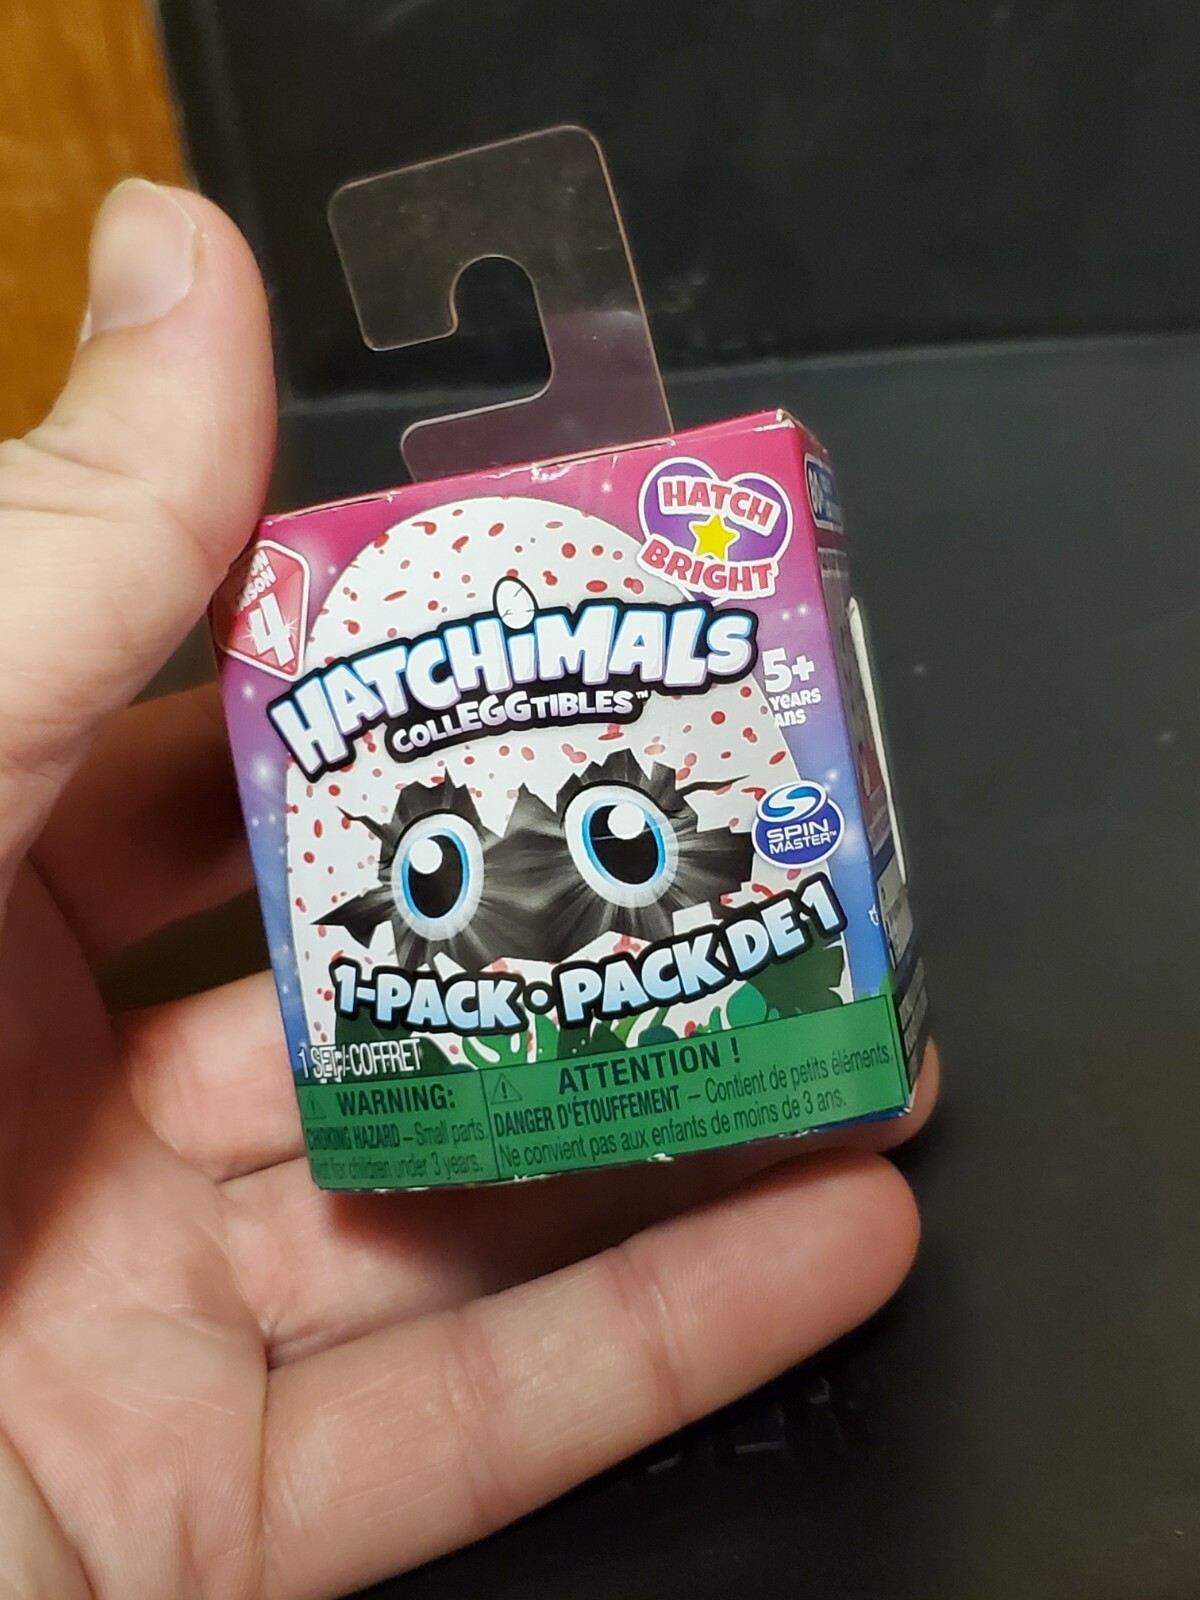 HATCH
BRIGHT
4
HATCHiMALS
COLLEGGTIBLES™
5+
YEARS
ANS
SPIN
MASTER™
1-PACK • PACK DE 1
1 SET / COFFRET
WARNING:
CHOKING HAZARD – Small parts.
Not for children under 3 years.
ATTENTION !
DANGER D'ÉTOUFFEMENT – Contient de petits éléments.
Ne convient pas aux enfants de moins de 3 ans.